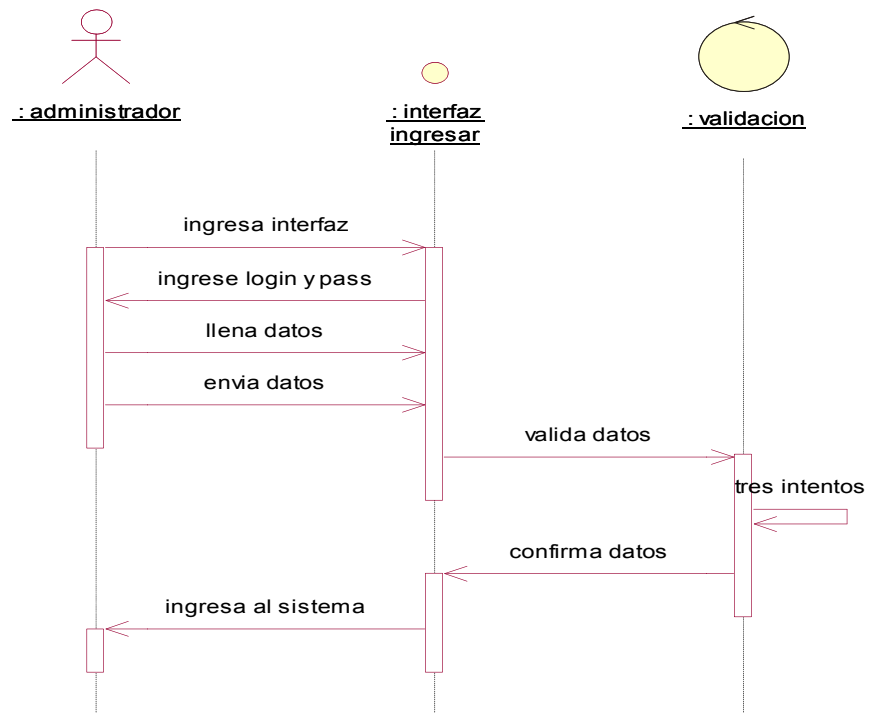 : administrador
: interfaz
ingresar
: validacion
ingresa interfaz
ingrese login y pass
llena datos
envia datos
valida datos
tres intentos
confirma datos
ingresa al sistema